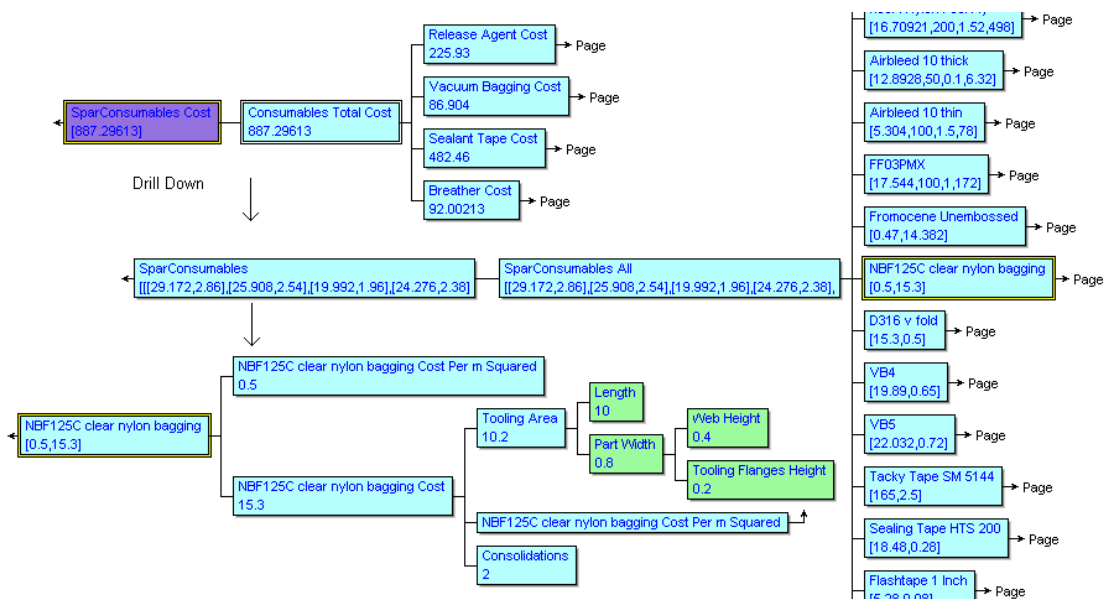 Release Agent Cost
225.93
Page
Vacuum Bagging Cost
86.904
Page
SparConsumables Cost
[887.29613]
Consumables Total Cost
887.29613
Sealant Tape Cost
482.46
Page
Breather Cost
92.00213
Page
Drill Down
[16.70921,200,1.52,498]
Page
Airbleed 10 thick
[12.8928,50,0.1,6.32]
Page
Airbleed 10 thin
[5.304,100,1.5,78]
Page
FF03PMX
[17.544,100,1,172]
Page
Fromocene Unembossed
[0.47,14.382]
Page
SparConsumables
[[[29.172,2.86],[25.908,2.54],[19.992,1.96],[24.276,2.38]
SparConsumables All
[[29.172,2.86],[25.908,2.54],[19.992,1.96],[24.276,2.38],
NBF125C clear nylon bagging
[0.5,15.3]
Page
D316 v fold
[15.3,0.5]
Page
VB4
[19.89,0.65]
Page
VB5
[22.032,0.72]
Page
Tacky Tape SM 5144
[165,2.5]
Page
Sealing Tape HTS 200
[18.48,0.28]
Page
Flashtape 1 Inch
[5.28,0.08]
Page
NBF125C clear nylon bagging
[0.5,15.3]
NBF125C clear nylon bagging Cost Per m Squared
0.5
NBF125C clear nylon bagging Cost
15.3
Tooling Area
10.2
Length
10
Part Width
0.8
Web Height
0.4
Tooling Flanges Height
0.2
NBF125C clear nylon bagging Cost Per m Squared
Consolidations
2